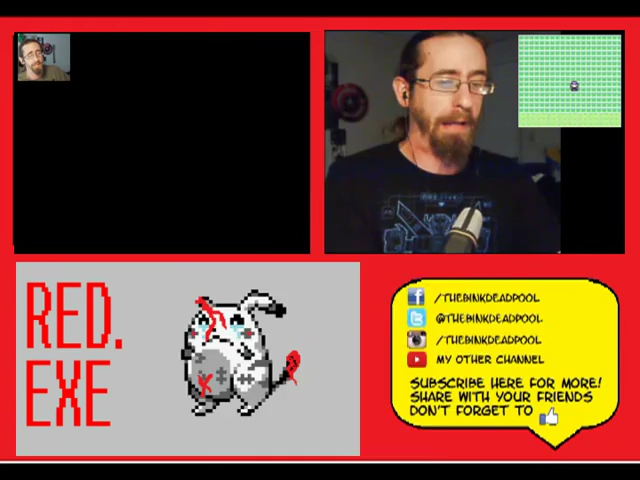 RED.
EXE
/THEBINKDEADPOOL
@THEBINKDEADPOOL
/THEBINKDEADPOOL
MY OTHER CHANNEL
SUBSCRIBE HERE FOR MORE!
SHARE WITH YOUR FRIENDS
DON'T FORGET TO